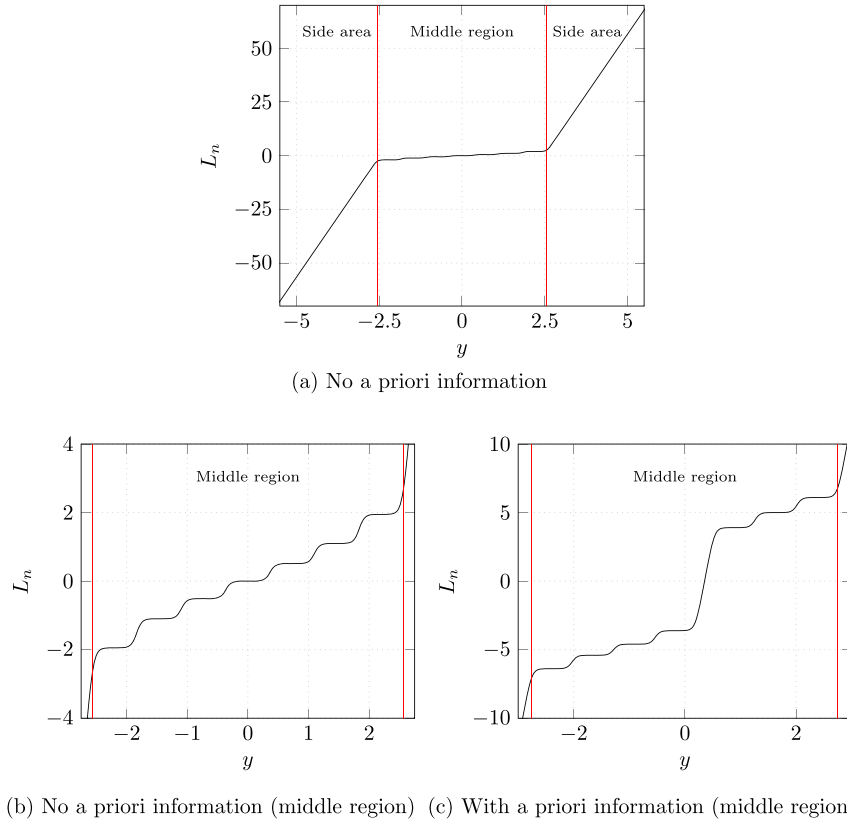 Side area Middle region Side area
50
25
0
−25
−50
L_n
−5 −2.5 0 2.5 5
y
(a) No a priori information
4
2
0
−2
−4
L_n
Middle region
−2 −1 0 1 2
y
10
5
0
−5
−10
L_n
Middle region
−2 0 2
y
(b) No a priori information (middle region) (c) With a priori information (middle region